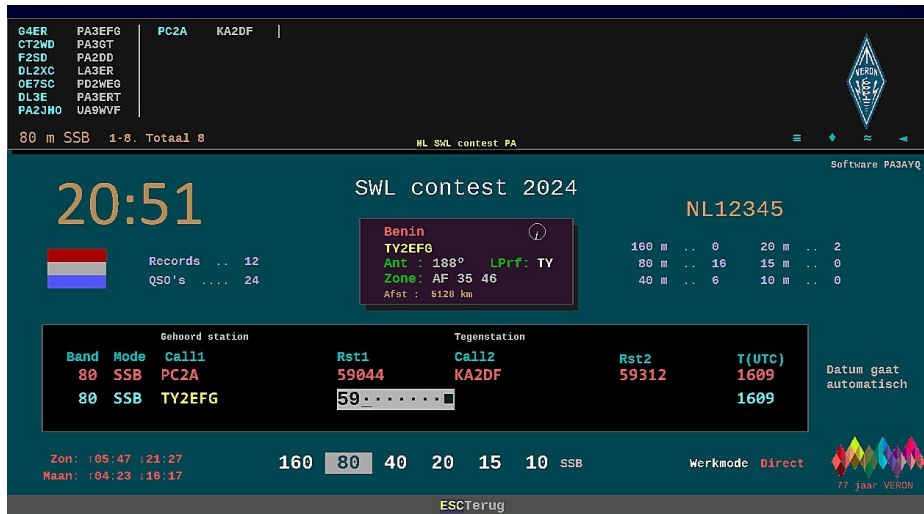 G4ER PA3EFG PC2A KA2DF
CT2WD PA3GT
F2SD PA2DD
DL2XC LA3ER
OE7SC PD2WEG
DL3E PA3ERT
PA2JHO UA9WVF
VERON
80 m SSB 1-8. Totaal 8
NL SWL contest PA
Software PA3AYQ
20:51
SWL contest 2024
NL12345
Benin
TY2EFG
Ant : 188º LPrf: TY
Zone: AF 35 46
Afst : 5128 km
Records .. 12
QSO's .... 24
160 m .. 0 20 m .. 2
80 m .. 16 15 m .. 0
40 m .. 6 10 m .. 0
Gehoord station Tegenstation
Band Mode Call1 Rst1 Call2 Rst2 T(UTC)
80 SSB PC2A 59044 KA2DF 59312 1609
80 SSB TY2EFG 59_······· 1609
Datum gaat
automatisch
Zon: ↑05:47 ↓21:27
Maan: ↑04:23 ↓16:17
160 80 40 20 15 10 SSB
Werkmode Direct
77 jaar VERON
ESCTerug